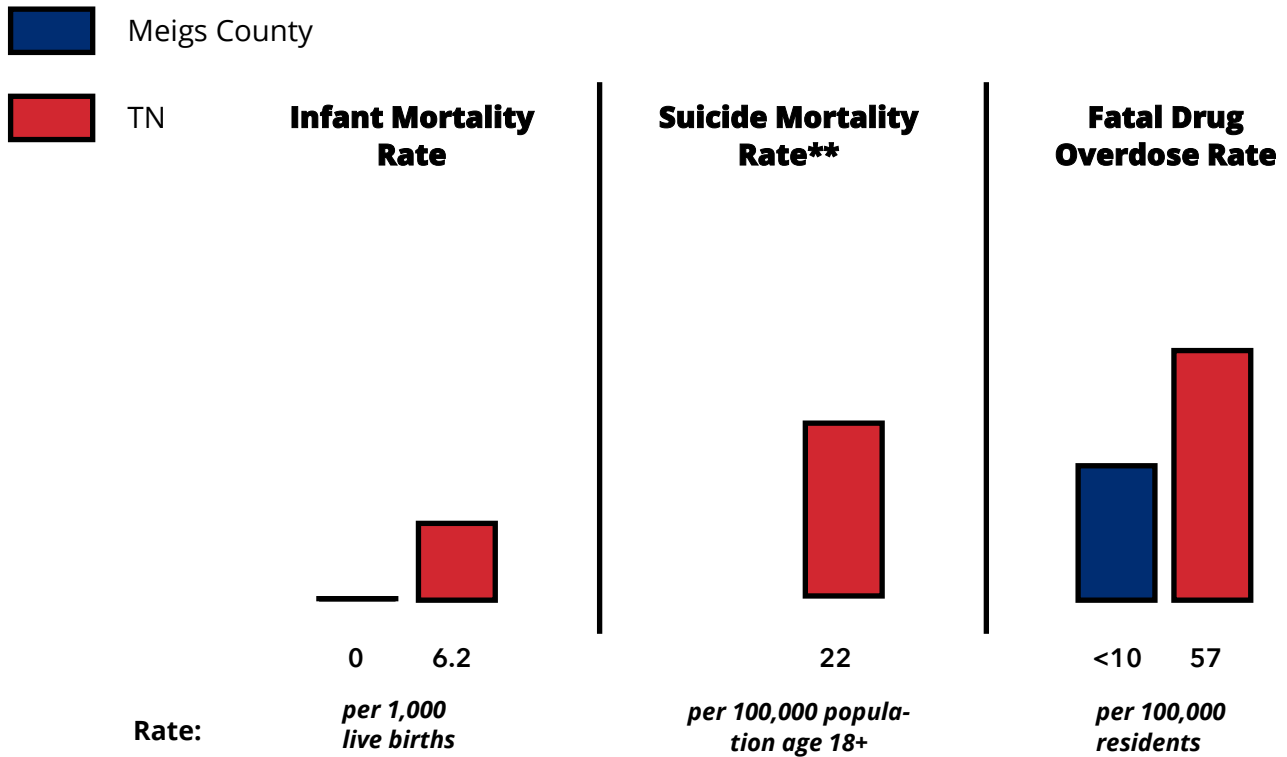 Meigs County
TN
Infant Mortality
Rate
Suicide Mortality
Rate**
Fatal Drug
Overdose Rate
0 6.2
22
<10 57
Rate:
per 1,000
live births
per 100,000 popula-
tion age 18+
per 100,000
residents